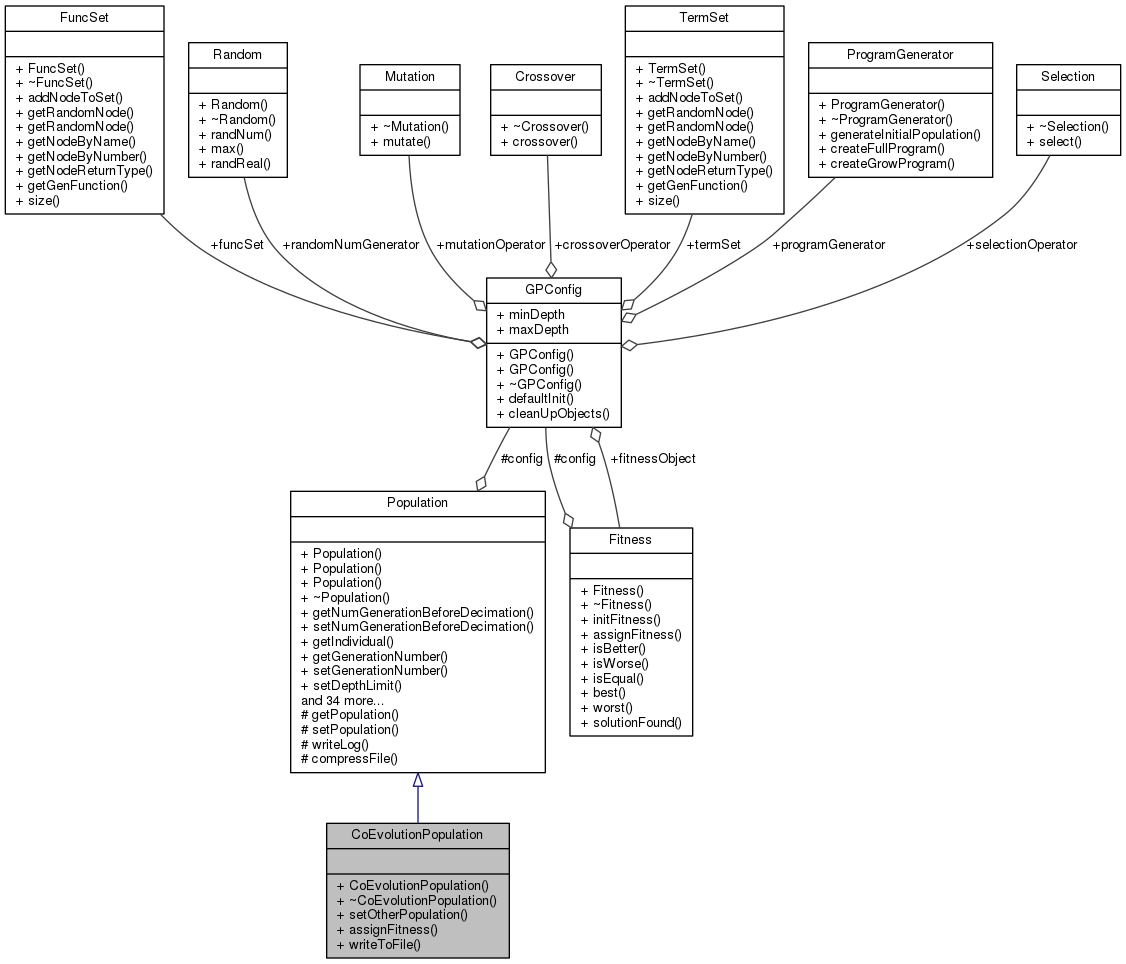 FuncSet
+ FuncSet()
+ ~FuncSet()
+ addNodeToSet()
+ getRandomNode()
+ getRandomNode()
+ getNodeByName()
+ getNodeByNumber()
+ getNodeReturnType()
+ getGenFunction()
+ size()
Random
+ Random()
+ ~Random()
+ randNum()
+ max()
+ randReal()
Mutation
+ ~Mutation()
+ mutate()
Crossover
+ ~Crossover()
+ crossover()
TermSet
+ TermSet()
+ ~TermSet()
+ addNodeToSet()
+ getRandomNode()
+ getRandomNode()
+ getNodeByName()
+ getNodeByNumber()
+ getNodeReturnType()
+ getGenFunction()
+ size()
ProgramGenerator
+ ProgramGenerator()
+ ~ProgramGenerator()
+ generateInitialPopulation()
+ createFullProgram()
+ createGrowProgram()
Selection
+ ~Selection()
+ select()
+funcSet
+randomNumGenerator
+mutationOperator
+crossoverOperator
+termSet
+programGenerator
+selectionOperator
GPConfig
+ minDepth
+ maxDepth
+ GPConfig()
+ GPConfig()
+ ~GPConfig()
+ defaultInit()
+ cleanUpObjects()
#config
#config
+fitnessObject
Population
+ Population()
+ Population()
+ Population()
+ ~Population()
+ getNumGenerationBeforeDecimation()
+ setNumGenerationBeforeDecimation()
+ getIndividual()
+ getGenerationNumber()
+ setGenerationNumber()
+ setDepthLimit()
and 34 more...
# getPopulation()
# setPopulation()
# writeLog()
# compressFile()
Fitness
+ Fitness()
+ ~Fitness()
+ initFitness()
+ assignFitness()
+ isBetter()
+ isWorse()
+ isEqual()
+ best()
+ worst()
+ solutionFound()
CoEvolutionPopulation
+ CoEvolutionPopulation()
+ ~CoEvolutionPopulation()
+ setOtherPopulation()
+ assignFitness()
+ writeToFile()